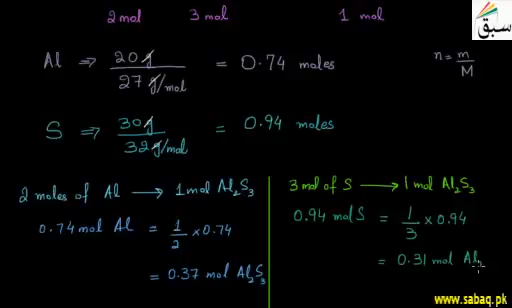 2 mol 3 mol 1 mol
سبق
Al ⇒ 20g / 27 g/mol = 0.74 moles
n = m / M
S ⇒ 30g / 32 g/mol = 0.94 moles
2 moles of Al → 1 mol Al₂S₃
0.74 mol Al = 1/2 × 0.74
= 0.37 mol Al₂S₃
3 mol of S → 1 mol Al₂S₃
0.94 mol S = 1/3 × 0.94
= 0.31 mol Al
www.sabaq.pk